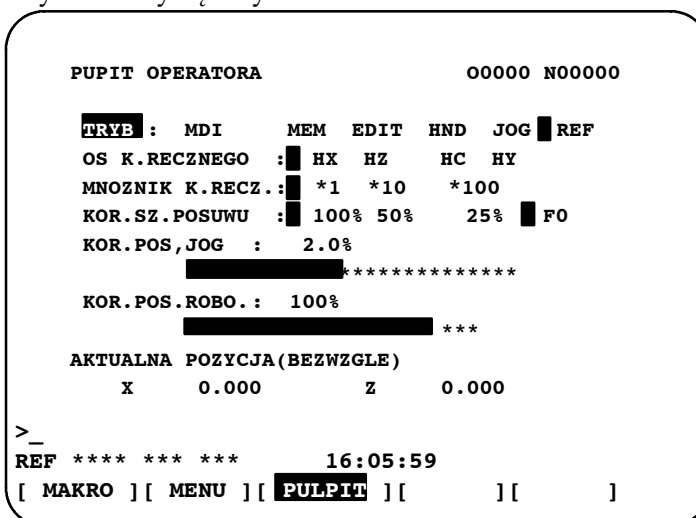 PUPIT OPERATORA O0000 N00000
TRYB : MDI MEM EDIT HND JOG REF
OS K.RECZNEGO : HX HZ HC HY
MNOZNIK K.RECZ.: *1 *10 *100
KOR.SZ.POSUWU : 100% 50% 25% F0
KOR.POS,JOG : 2.0%
**************
KOR.POS.ROBO.: 100%
***
AKTUALNA POZYCJA(BEZWZGLE)
X 0.000 Z 0.000
>_
REF **** *** *** 16:05:59
[ MAKRO ][ MENU ][ PULPIT ][ ][ ]